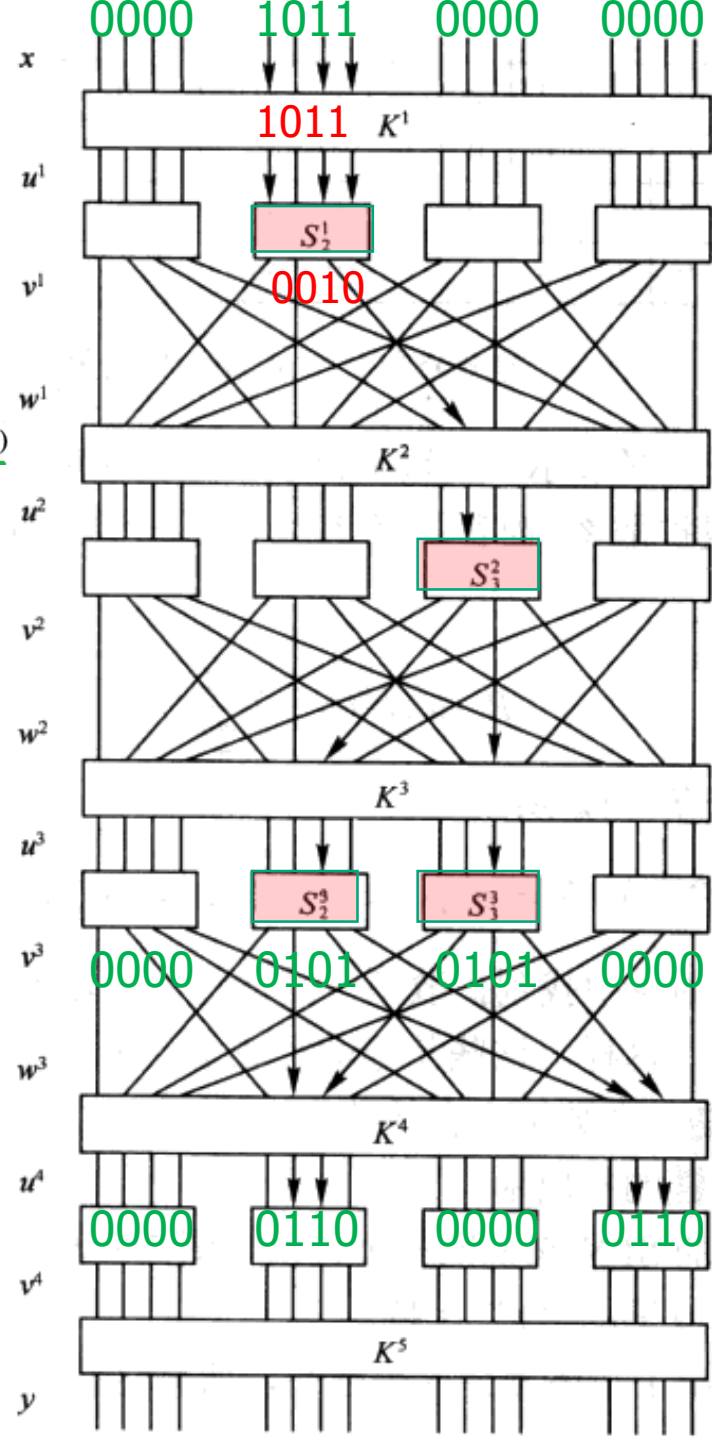 0000 1011 0000 0000
x
1011 K¹
u¹
S¹₂
v¹ 0010
w¹
)
K²
u²
S²₃
v²
w²
K³
u³
S³₂ S³₃
v³ 0000 0101 0101 0000
w³
K⁴
u⁴
0000 0110 0000 0110
v⁴
K⁵
y